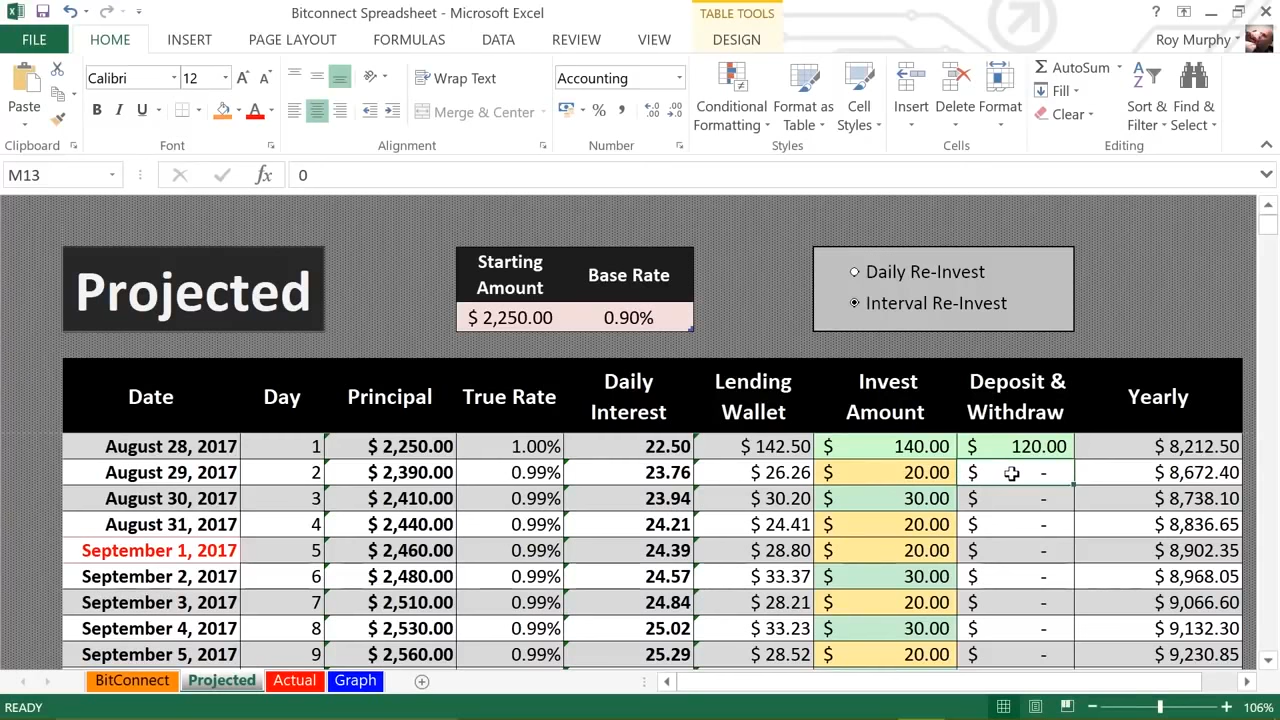 Bitconnect Spreadsheet - Microsoft Excel
TABLE TOOLS
?
FILE
HOME
INSERT
PAGE LAYOUT
FORMULAS
DATA
REVIEW
VIEW
DESIGN
Roy Murphy
Paste
Clipboard
Calibri
12
B I U
Font
Wrap Text
Merge & Center
Alignment
Accounting
%
Number
Conditional Formatting
Format as Table
Cell Styles
Styles
Insert
Delete
Format
Cells
AutoSum
Fill
Clear
Sort & Filter
Find & Select
Editing
M13
fx
0
Projected
Starting Amount
Base Rate
$ 2,250.00
0.90%
Daily Re-Invest
Interval Re-Invest
Date Day Principal True Rate Daily Interest Lending Wallet Invest Amount Deposit & Withdraw Yearly
August 28, 2017 1 $ 2,250.00 1.00% 22.50 $ 142.50 $ 140.00 $ 120.00 $ 8,212.50
August 29, 2017 2 $ 2,390.00 0.99% 23.76 $ 26.26 $ 20.00 $ - $ 8,672.40
August 30, 2017 3 $ 2,410.00 0.99% 23.94 $ 30.20 $ 30.00 $ - $ 8,738.10
August 31, 2017 4 $ 2,440.00 0.99% 24.21 $ 24.41 $ 20.00 $ - $ 8,836.65
September 1, 2017 5 $ 2,460.00 0.99% 24.39 $ 28.80 $ 20.00 $ - $ 8,902.35
September 2, 2017 6 $ 2,480.00 0.99% 24.57 $ 33.37 $ 30.00 $ - $ 8,968.05
September 3, 2017 7 $ 2,510.00 0.99% 24.84 $ 28.21 $ 20.00 $ - $ 9,066.60
September 4, 2017 8 $ 2,530.00 0.99% 25.02 $ 33.23 $ 30.00 $ - $ 9,132.30
September 5, 2017 9 $ 2,560.00 0.99% 25.29 $ 28.52 $ 20.00 $ - $ 9,230.85
BitConnect
Projected
Actual
Graph
READY
106%